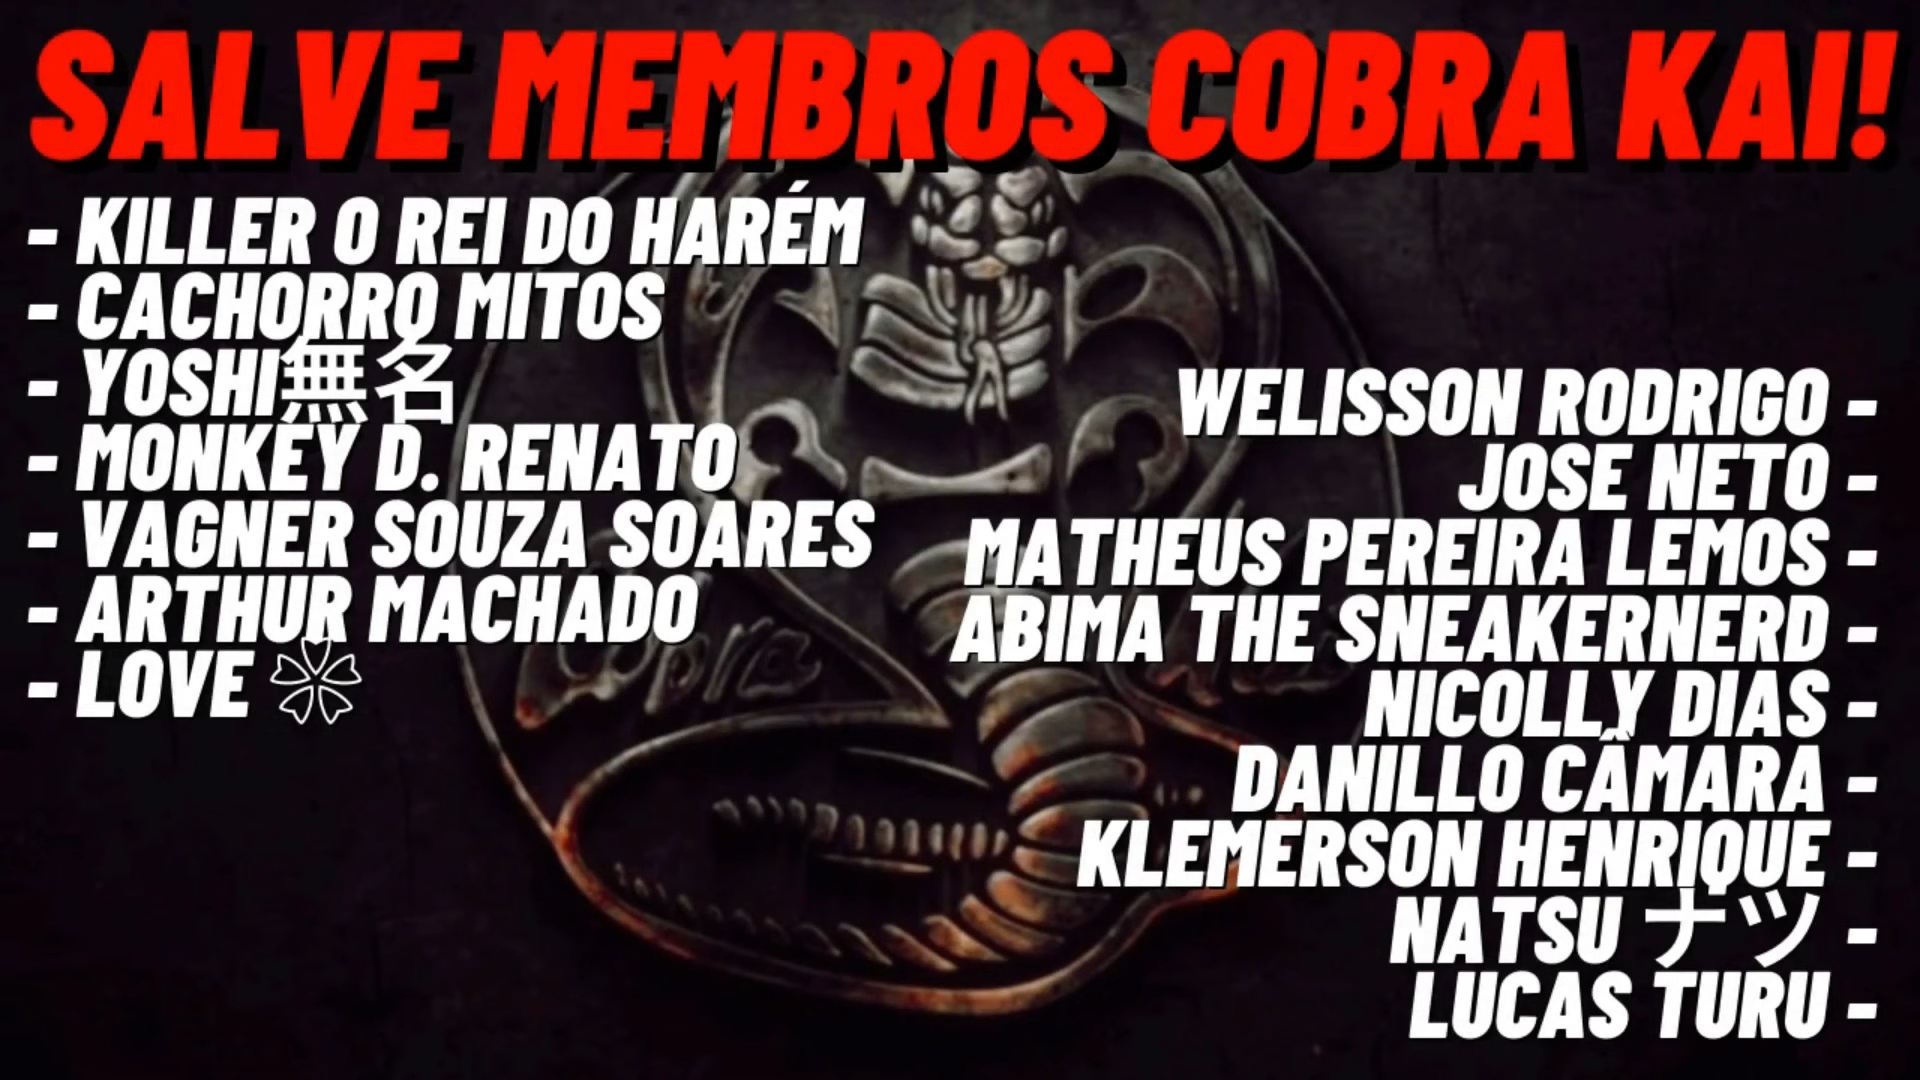 SALVE MEMBROS COBRA KAI!
- KILLER O REI DO HARÉM
- CACHORRO MITOS
- YOSHI無名
- MONKEY D. RENATO
- VAGNER SOUZA SOARES
- ARTHUR MACHADO
- LOVE
WELISSON RODRIGO -
JOSE NETO -
MATHEUS PEREIRA LEMOS -
ABIMA THE SNEAKERNERD -
NICOLLY DIAS -
DANILLO CÂMARA -
KLEMERSON HENRIQUE -
NATSU ナツ -
LUCAS TURU -
Cobra Kai